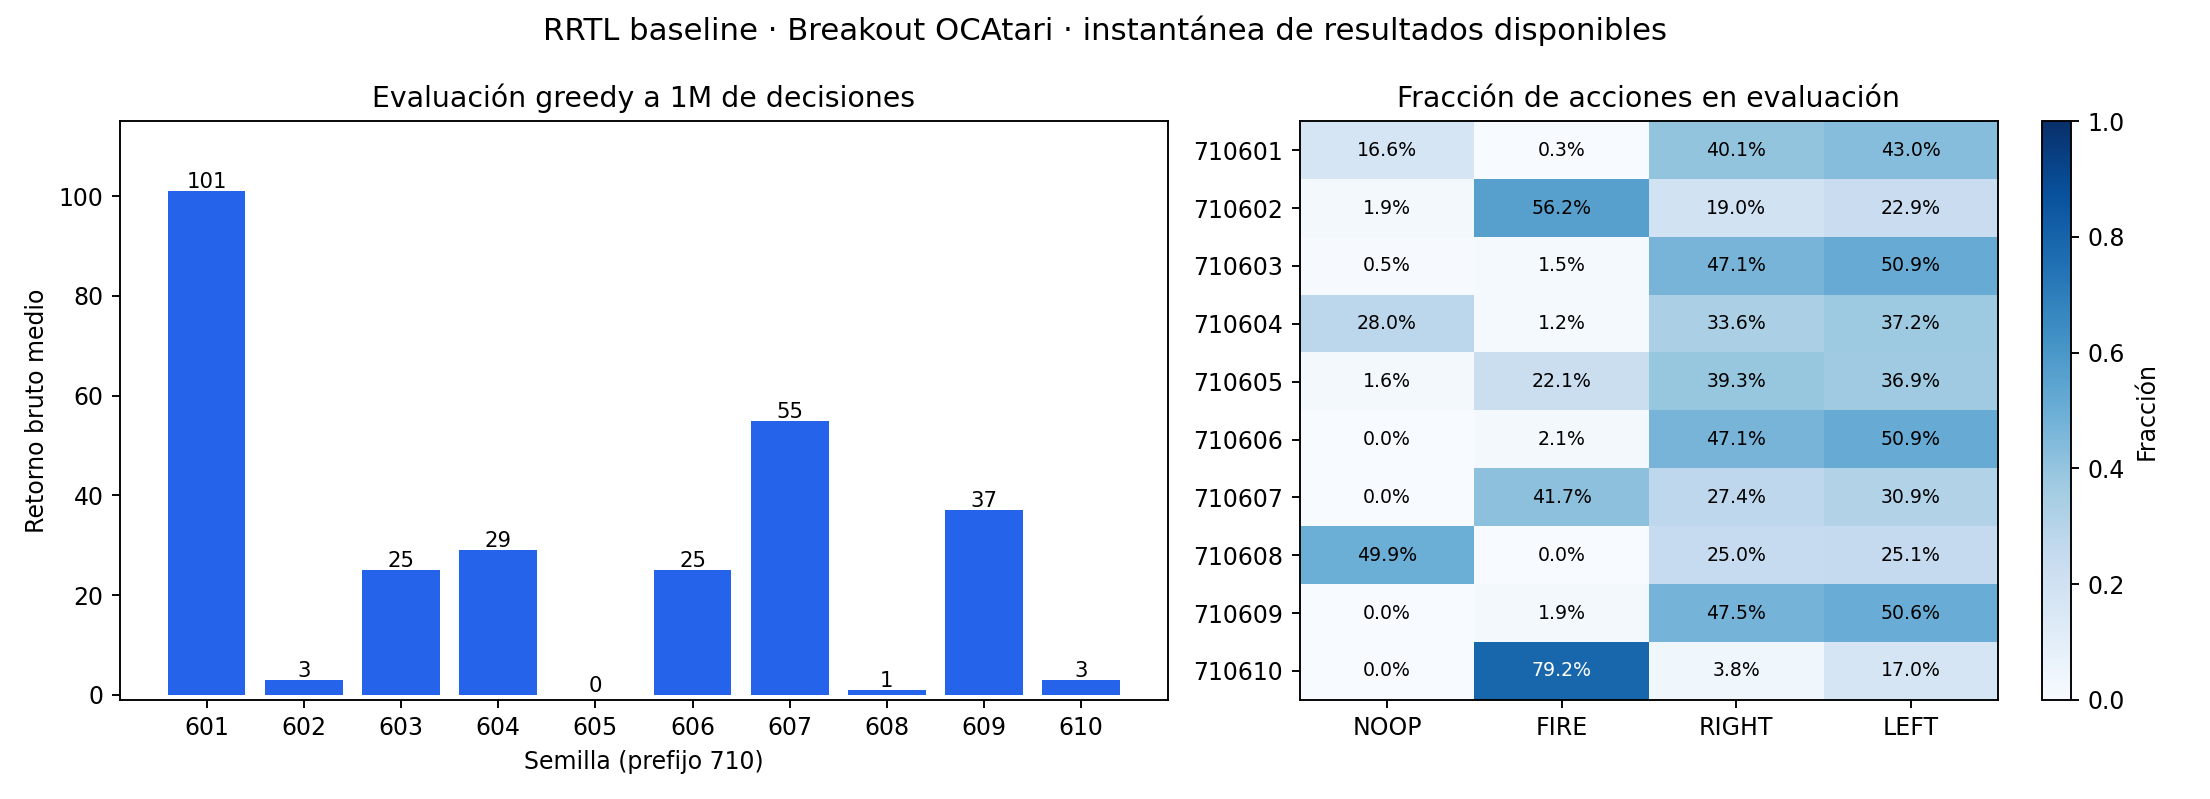 RRTL baseline · Breakout OCAtari · instantánea de resultados disponibles
Evaluación greedy a 1M de decisiones
Retorno bruto medio
100
80
60
40
20
0
101
3
25
29
0
25
55
1
37
3
601 602 603 604 605 606 607 608 609 610
Semilla (prefijo 710)
Fracción de acciones en evaluación
710601 16.6% 0.3% 40.1% 43.0%
710602 1.9% 56.2% 19.0% 22.9%
710603 0.5% 1.5% 47.1% 50.9%
710604 28.0% 1.2% 33.6% 37.2%
710605 1.6% 22.1% 39.3% 36.9%
710606 0.0% 2.1% 47.1% 50.9%
710607 0.0% 41.7% 27.4% 30.9%
710608 49.9% 0.0% 25.0% 25.1%
710609 0.0% 1.9% 47.5% 50.6%
710610 0.0% 79.2% 3.8% 17.0%
NOOP FIRE RIGHT LEFT
1.0
0.8
0.6
0.4
0.2
0.0
Fracción